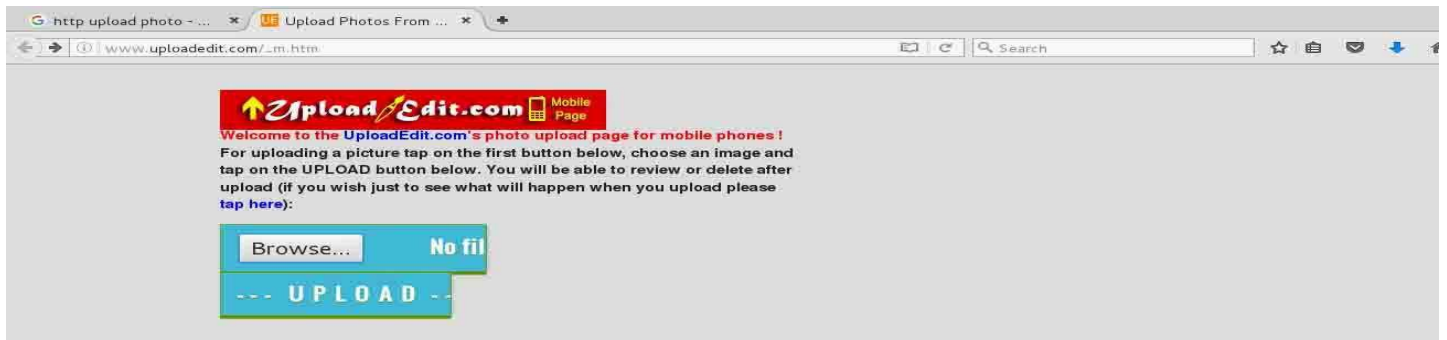 http upload photo - ...
UE Upload Photos From ...
www.uploadedit.com/_m.htm
Search
Upload Edit.com Mobile Page
Welcome to the UploadEdit.com's photo upload page for mobile phones !
For uploading a picture tap on the first button below, choose an image and
tap on the UPLOAD button below. You will be able to review or delete after
upload (if you wish just to see what will happen when you upload please
tap here):
Browse... No fil
--- U P L O A D --